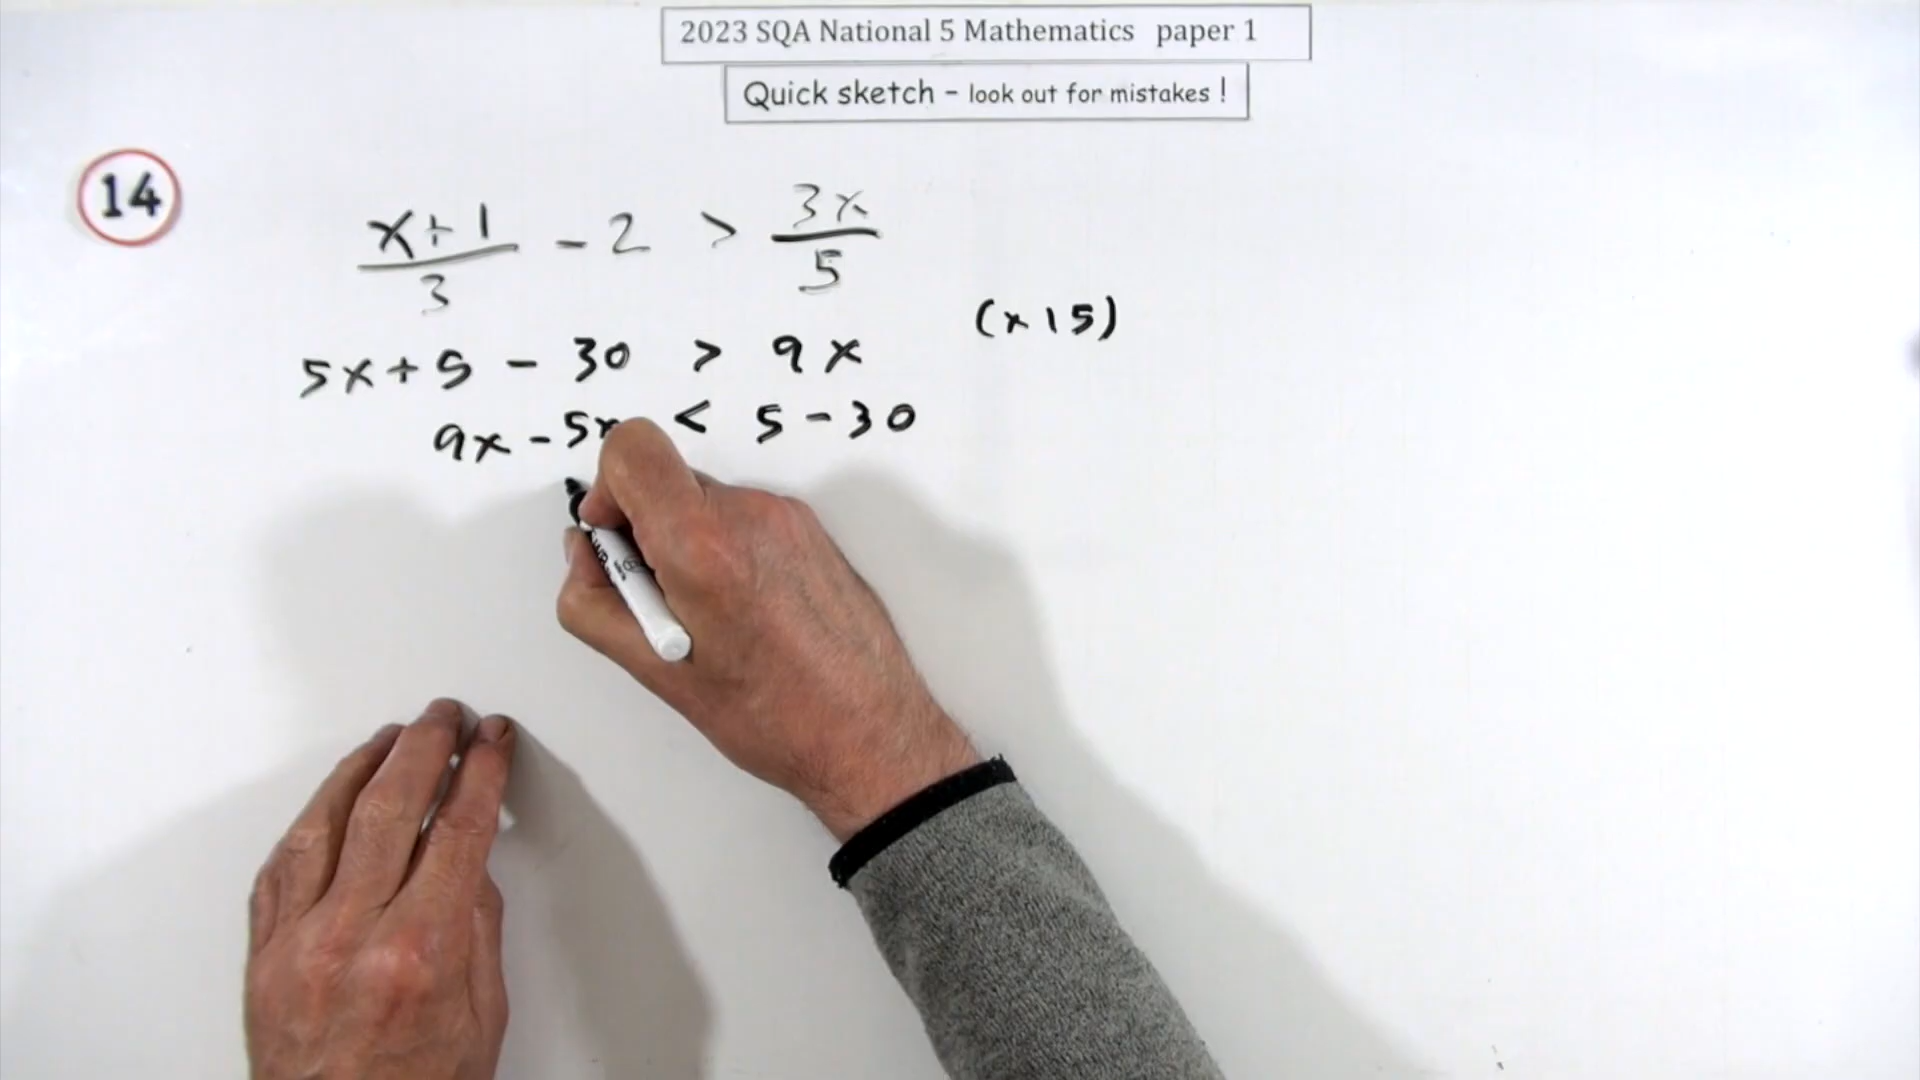 2023 SQA National 5 Mathematics paper 1
Quick sketch - look out for mistakes !
14
x+1/3 - 2 > 3x/5
(x 15)
5x+5 - 30 > 9x
9x - 5x < 5 - 30